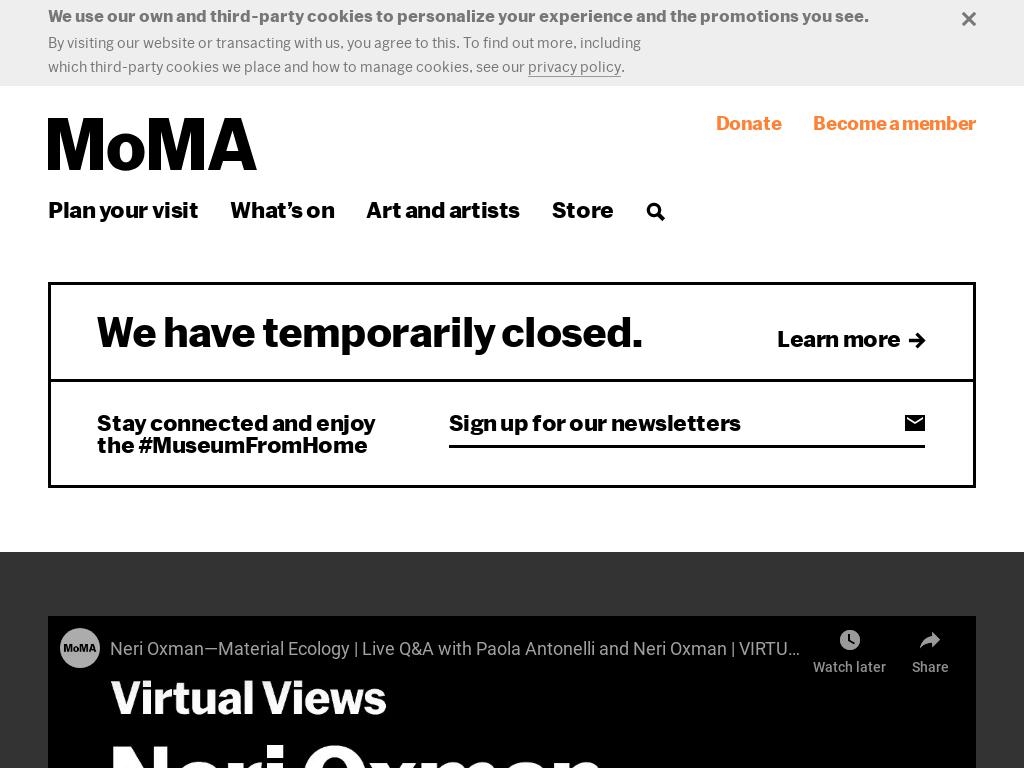 We use our own and third-party cookies to personalize your experience and the promotions you see.
By visiting our website or transacting with us, you agree to this. To find out more, including
which third-party cookies we place and how to manage cookies, see our privacy policy.
MoMA
Donate
Become a member
Plan your visit
What's on
Art and artists
Store
We have temporarily closed.
Learn more →
Stay connected and enjoy
the #MuseumFromHome
Sign up for our newsletters
MoMA
Neri Oxman—Material Ecology | Live Q&A with Paola Antonelli and Neri Oxman | VIRTU...
Watch later
Share
Virtual Views
Neri Oxman